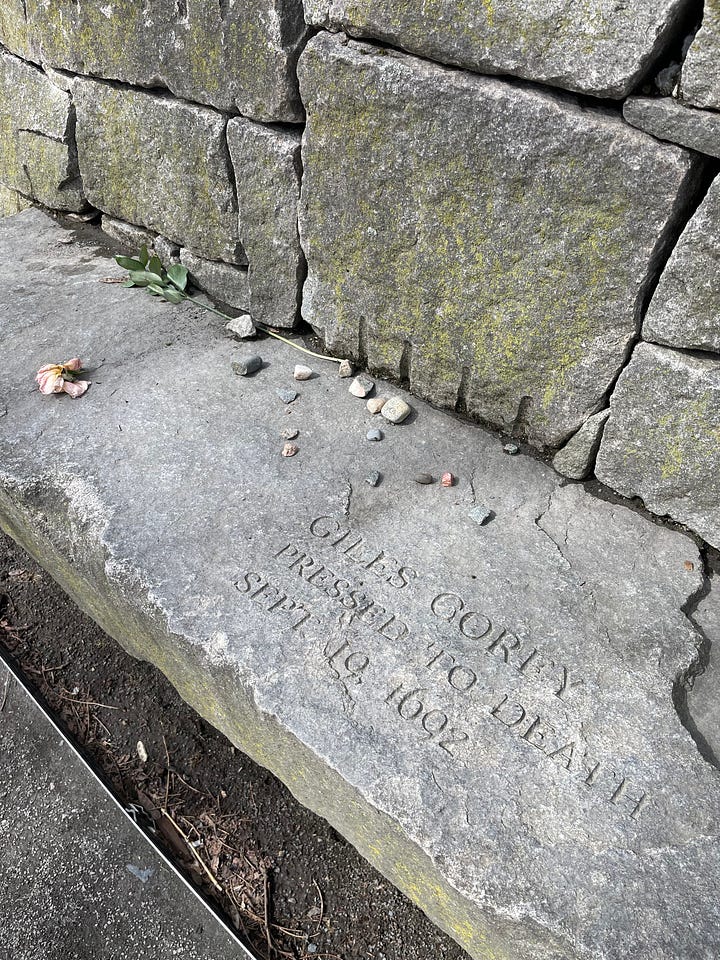 GILES COREY
PRESSED TO DEATH
SEPT. 19, 1692